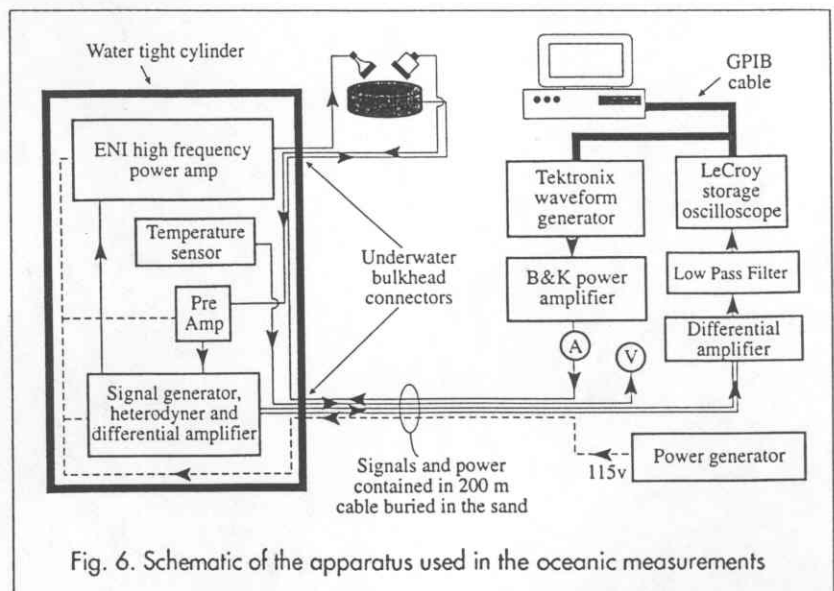 Water tight cylinder
GPIB
cable
ENI high frequency
power amp
Tektronix
waveform
generator
LeCroy
storage
oscilloscope
Temperature
sensor
Underwater
bulkhead
connectors
B&K power
amplifier
Low Pass Filter
Pre
Amp
A
V
Differential
amplifier
Signal generator,
heterodyner and
differential amplifier
Signals and power
contained in 200 m
cable buried in the sand
115v
Power generator
Fig. 6. Schematic of the apparatus used in the oceanic measurements